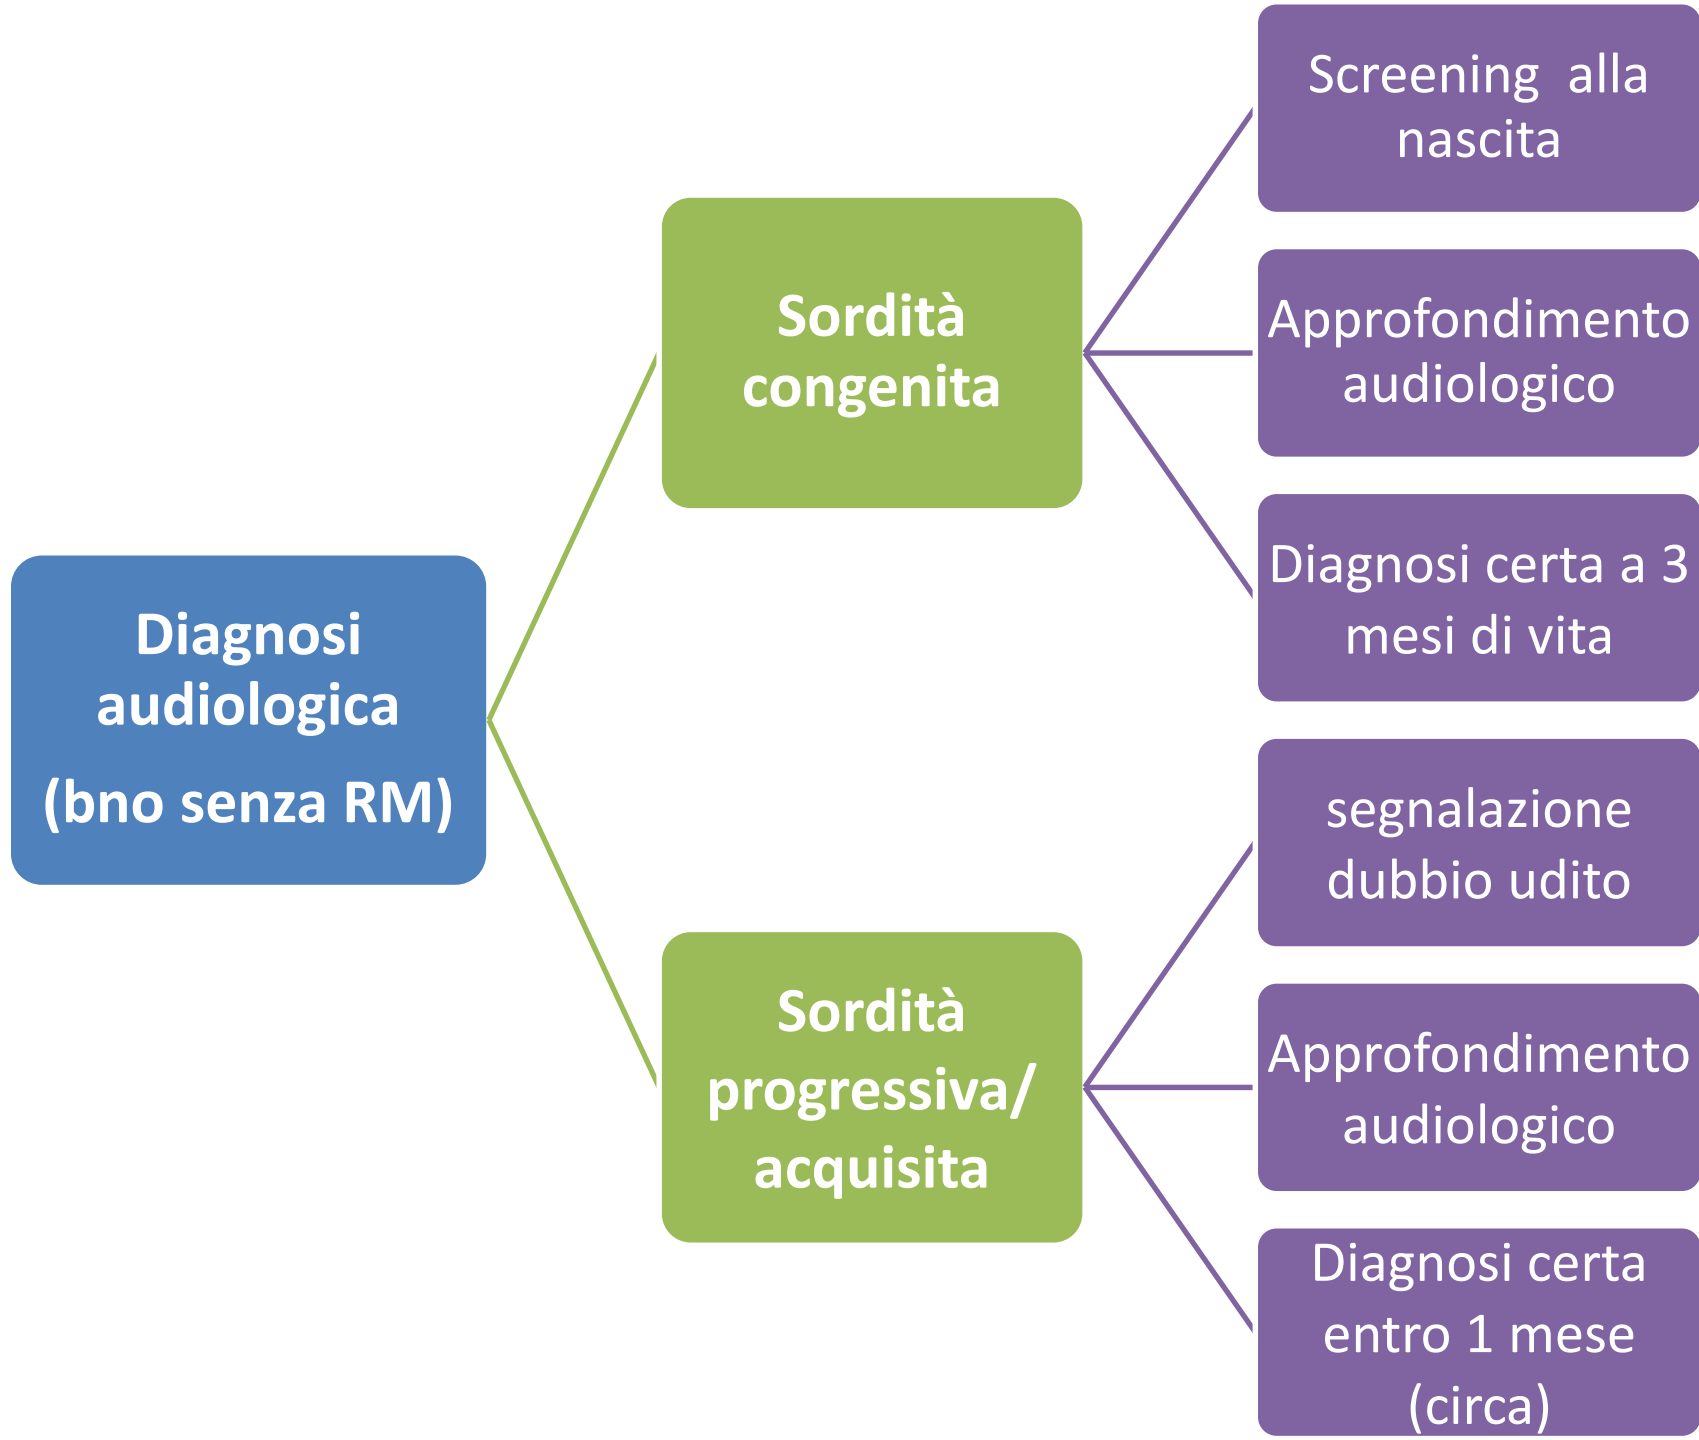 Diagnosi
audiologica
(bno senza RM)
Sordità
congenita
Screening alla
nascita
Approfondimento
audiologico
Diagnosi certa a 3
mesi di vita
Sordità
progressiva/
acquisita
segnalazione
dubbio udito
Approfondimento
audiologico
Diagnosi certa
entro 1 mese
(circa)